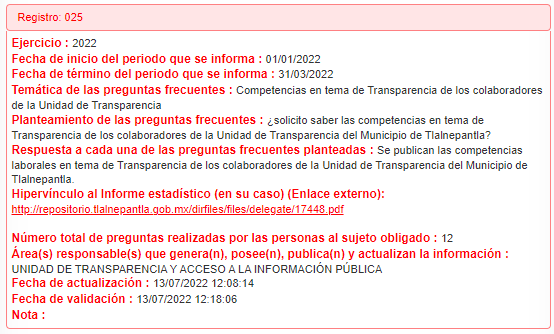 Registro: 025
Ejercicio : 2022
Fecha de inicio del periodo que se informa : 01/01/2022
Fecha de término del periodo que se informa : 31/03/2022
Temática de las preguntas frecuentes : Competencias en tema de Transparencia de los colaboradores
de la Unidad de Transparencia
Planteamiento de las preguntas frecuentes : ¿solicito saber las competencias en tema de
Transparencia de los colaboradores de la Unidad de Transparencia del Municipio de Tlalnepantla?
Respuesta a cada una de las preguntas frecuentes planteadas : Se publican las competencias
laborales en tema de Transparencia de los colaboradores de la Unidad de Transparencia del Municipio de
Tlalnepantla.
Hipervínculo al Informe estadístico (en su caso) (Enlace externo):
http://repositorio.tlalnepantla.gob.mx/dirfiles/files/delegate/17448.pdf
Número total de preguntas realizadas por las personas al sujeto obligado : 12
Área(s) responsable(s) que genera(n), posee(n), publica(n) y actualizan la información :
UNIDAD DE TRANSPARENCIA Y ACCESO A LA INFORMACIÓN PÚBLICA
Fecha de actualización : 13/07/2022 12:08:14
Fecha de validación : 13/07/2022 12:18:06
Nota :